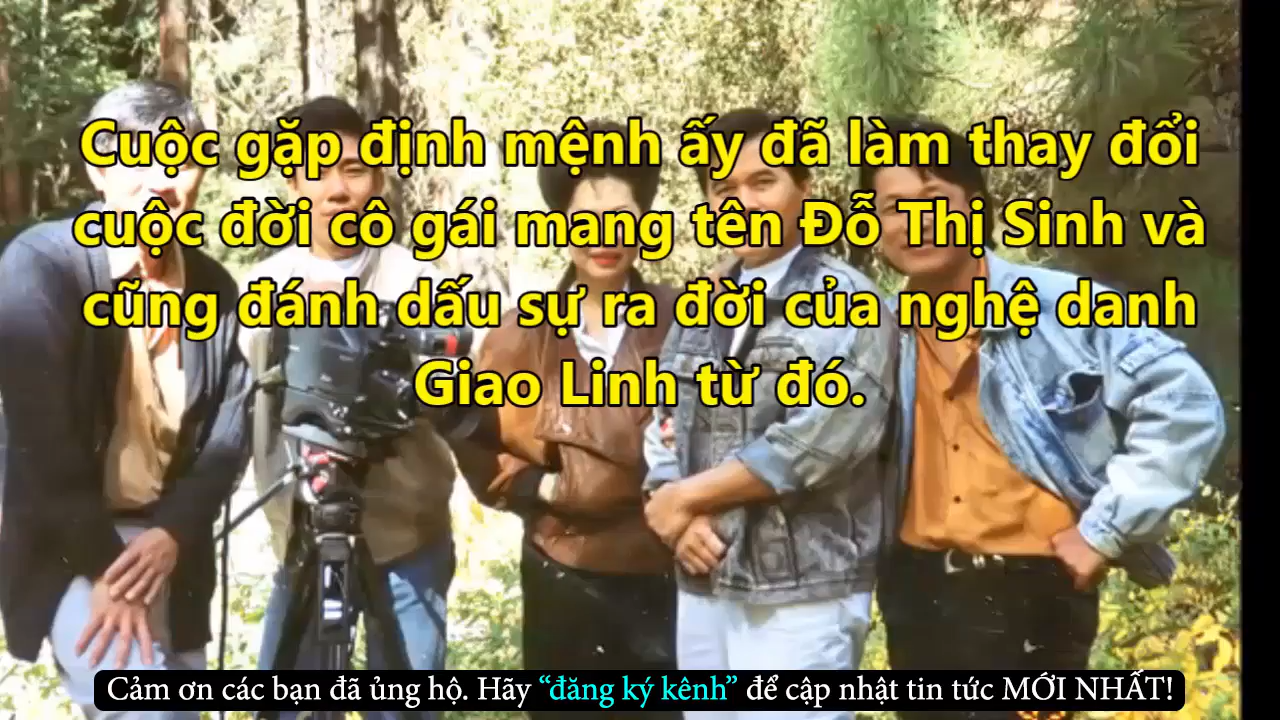 Cuộc gặp định mệnh ấy đã làm thay đổi
cuộc đời cô gái mang tên Đỗ Thị Sinh và
cũng đánh dấu sự ra đời của nghệ danh
Giao Linh từ đó.
Cảm ơn các bạn đã ủng hộ. Hãy “đăng ký kênh” để cập nhật tin tức MỚI NHẤT!